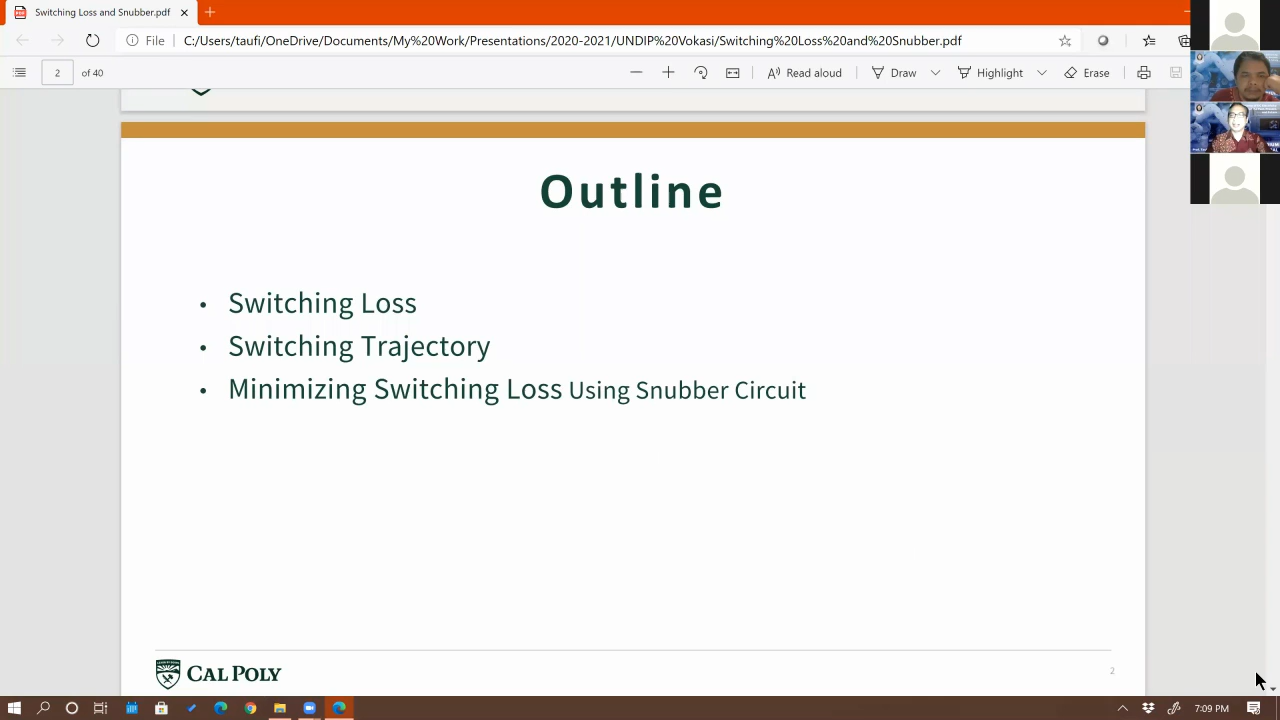 Switching Loss and Snubber.pdf
File
C:/Users/taufi/OneDrive/Documents/My%20Work/Presentations/2020-2021/UNDIP%20Vokasi/Switching%20Loss%20and%20Snubber.pdf
2 of 40
Read aloud
Draw
Highlight
Erase
Outline
• Switching Loss
• Switching Trajectory
• Minimizing Switching Loss Using Snubber Circuit
CAL POLY
2
7:09 PM